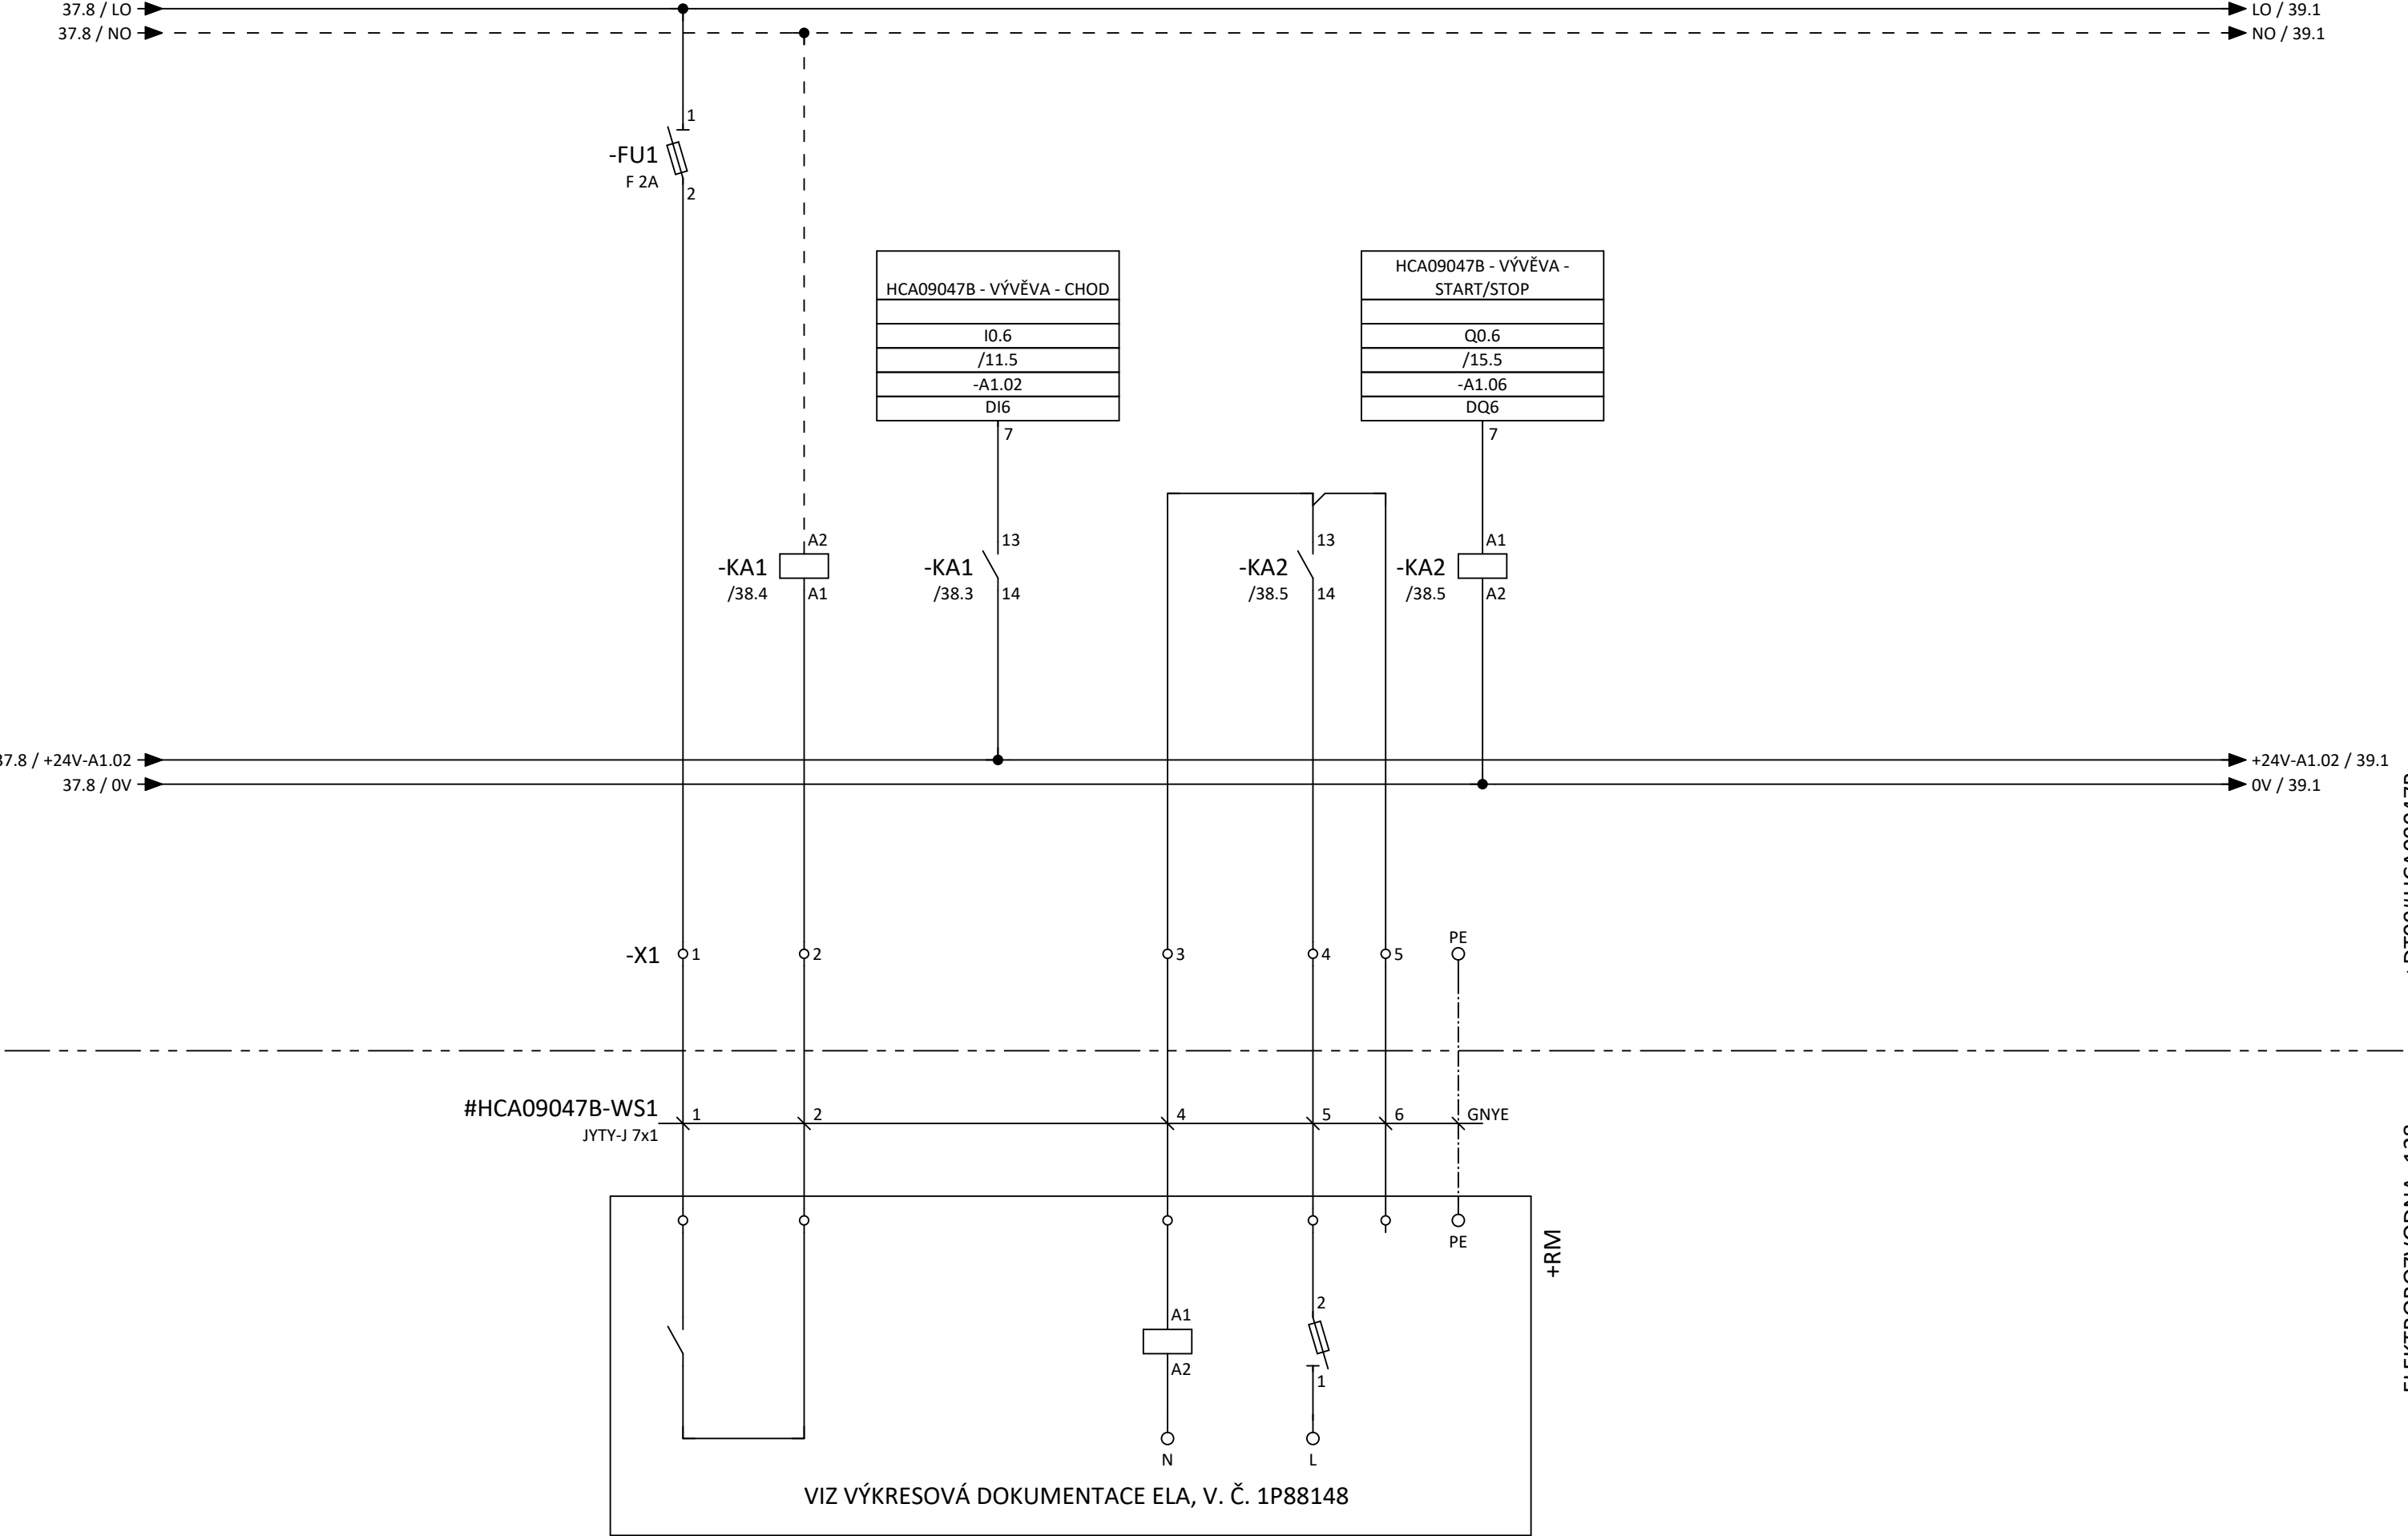 37.8 / LO
LO / 39.1
37.8 / NO
NO / 39.1
1
-FU1
F 2A
2
HCA09047B - VÝVĚVA - CHOD
I0.6
/11.5
-A1.02
DI6
7
HCA09047B - VÝVĚVA -
START/STOP
Q0.6
/15.5
-A1.06
DQ6
7
A2
-KA1
/38.4
A1
13
-KA1
/38.3
14
13
-KA2
/38.5
14
A1
-KA2
/38.5
A2
37.8 / +24V-A1.02
+24V-A1.02 / 39.1
37.8 / 0V
0V / 39.1
-X1
1
2
3
4
5
PE
#HCA09047B-WS1
JYTY-J 7x1
1
2
4
5
6
GNYE
PE
+RM
A1
A2
N
2
1
L
VIZ VÝKRESOVÁ DOKUMENTACE ELA, V. Č. 1P88148